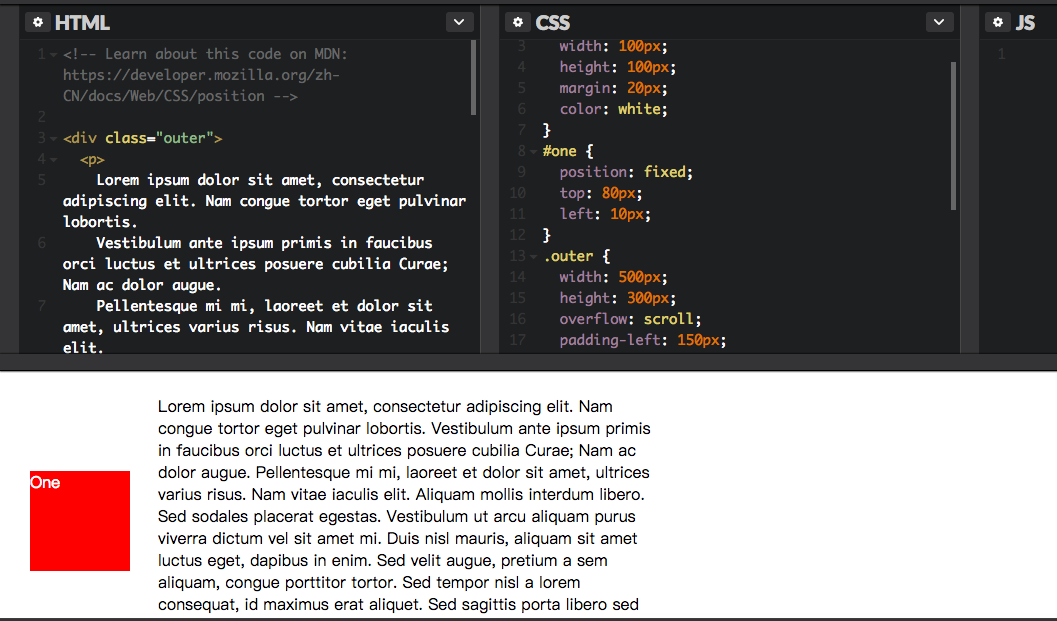 HTML
1 <!-- Learn about this code on MDN:
https://developer.mozilla.org/zh-
CN/docs/Web/CSS/position -->
2
3 <div class="outer">
4 <p>
5 Lorem ipsum dolor sit amet, consectetur
adipiscing elit. Nam congue tortor eget pulvinar
lobortis.
6 Vestibulum ante ipsum primis in faucibus
orci luctus et ultrices posuere cubilia Curae;
Nam ac dolor augue.
7 Pellentesque mi mi, laoreet et dolor sit
amet, ultrices varius risus. Nam vitae iaculis
elit.
CSS
3 width: 100px;
4 height: 100px;
5 margin: 20px;
6 color: white;
7 }
8 #one {
9 position: fixed;
10 top: 80px;
11 left: 10px;
12 }
13 .outer {
14 width: 500px;
15 height: 300px;
16 overflow: scroll;
17 padding-left: 150px;
JS
1
One
Lorem ipsum dolor sit amet, consectetur adipiscing elit. Nam
congue tortor eget pulvinar lobortis. Vestibulum ante ipsum primis
in faucibus orci luctus et ultrices posuere cubilia Curae; Nam ac
dolor augue. Pellentesque mi mi, laoreet et dolor sit amet, ultrices
varius risus. Nam vitae iaculis elit. Aliquam mollis interdum libero.
Sed sodales placerat egestas. Vestibulum ut arcu aliquam purus
viverra dictum vel sit amet mi. Duis nisl mauris, aliquam sit amet
luctus eget, dapibus in enim. Sed velit augue, pretium a sem
aliquam, congue porttitor tortor. Sed tempor nisl a lorem
consequat, id maximus erat aliquet. Sed sagittis porta libero sed